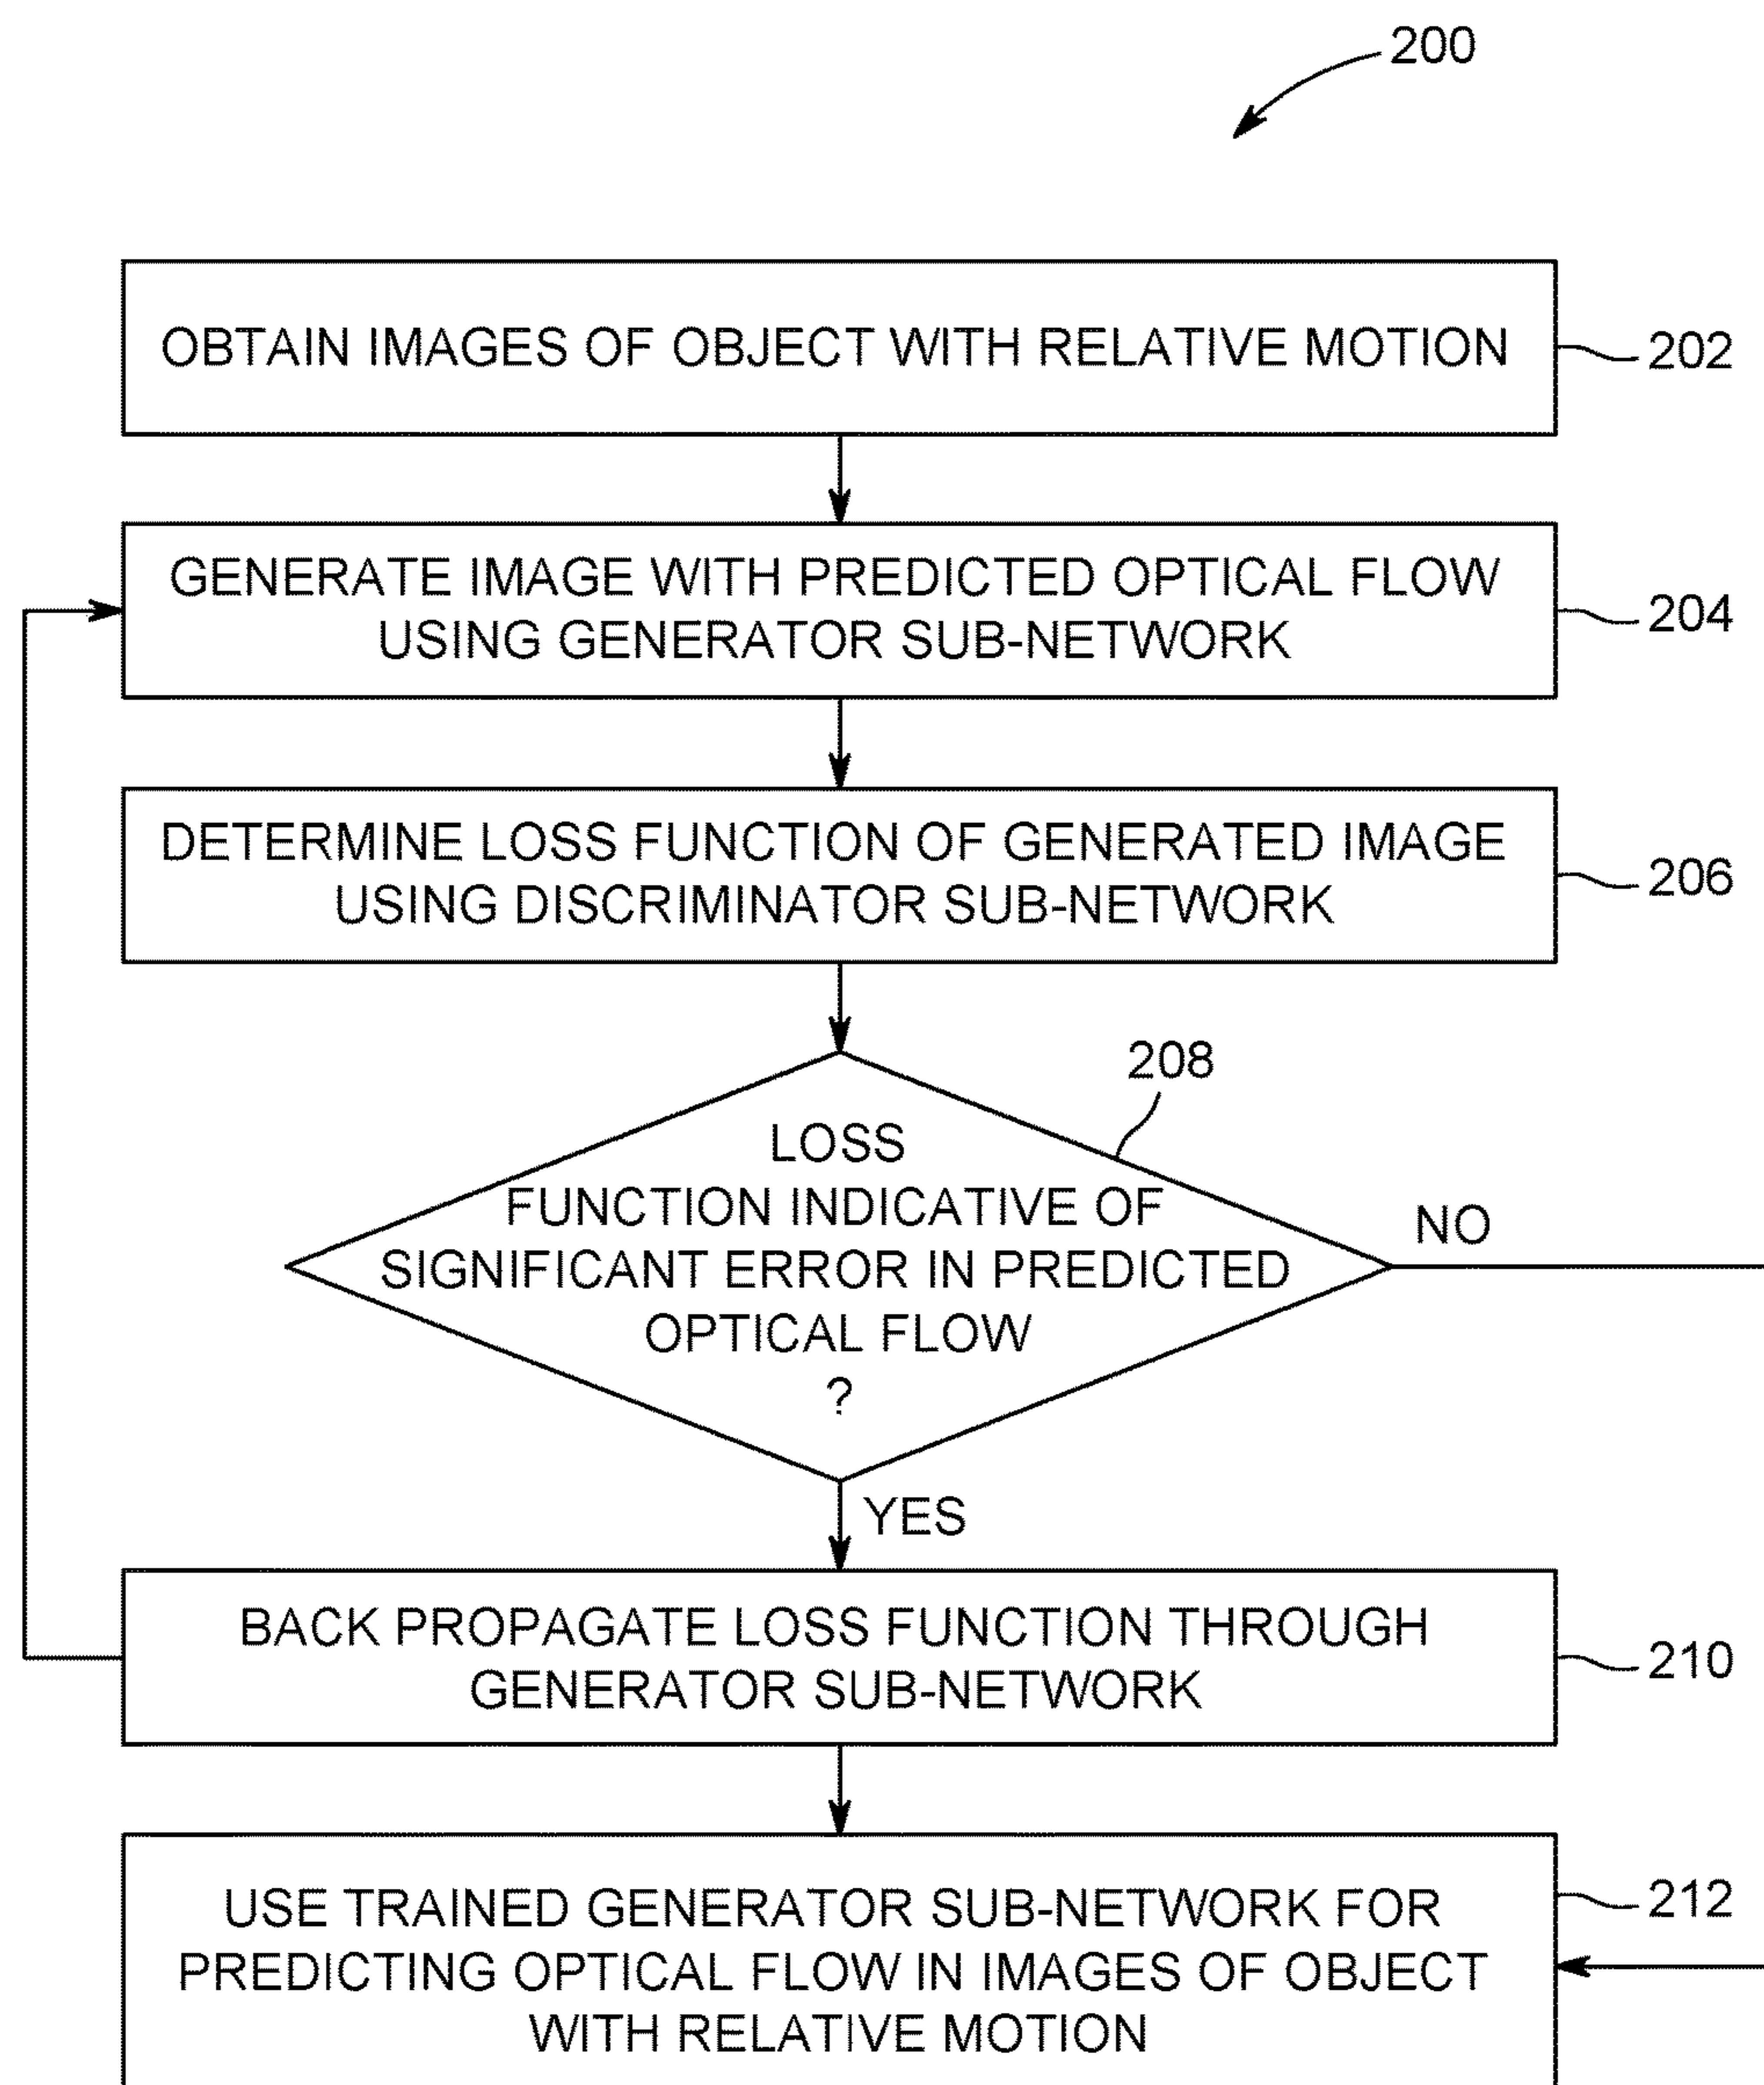 200
OBTAIN IMAGES OF OBJECT WITH RELATIVE MOTION
202
GENERATE IMAGE WITH PREDICTED OPTICAL FLOW
USING GENERATOR SUB-NETWORK
204
DETERMINE LOSS FUNCTION OF GENERATED IMAGE
USING DISCRIMINATOR SUB-NETWORK
206
208
LOSS
FUNCTION INDICATIVE OF
SIGNIFICANT ERROR IN PREDICTED
OPTICAL FLOW
?
NO
YES
BACK PROPAGATE LOSS FUNCTION THROUGH
GENERATOR SUB-NETWORK
210
USE TRAINED GENERATOR SUB-NETWORK FOR
PREDICTING OPTICAL FLOW IN IMAGES OF OBJECT
WITH RELATIVE MOTION
212